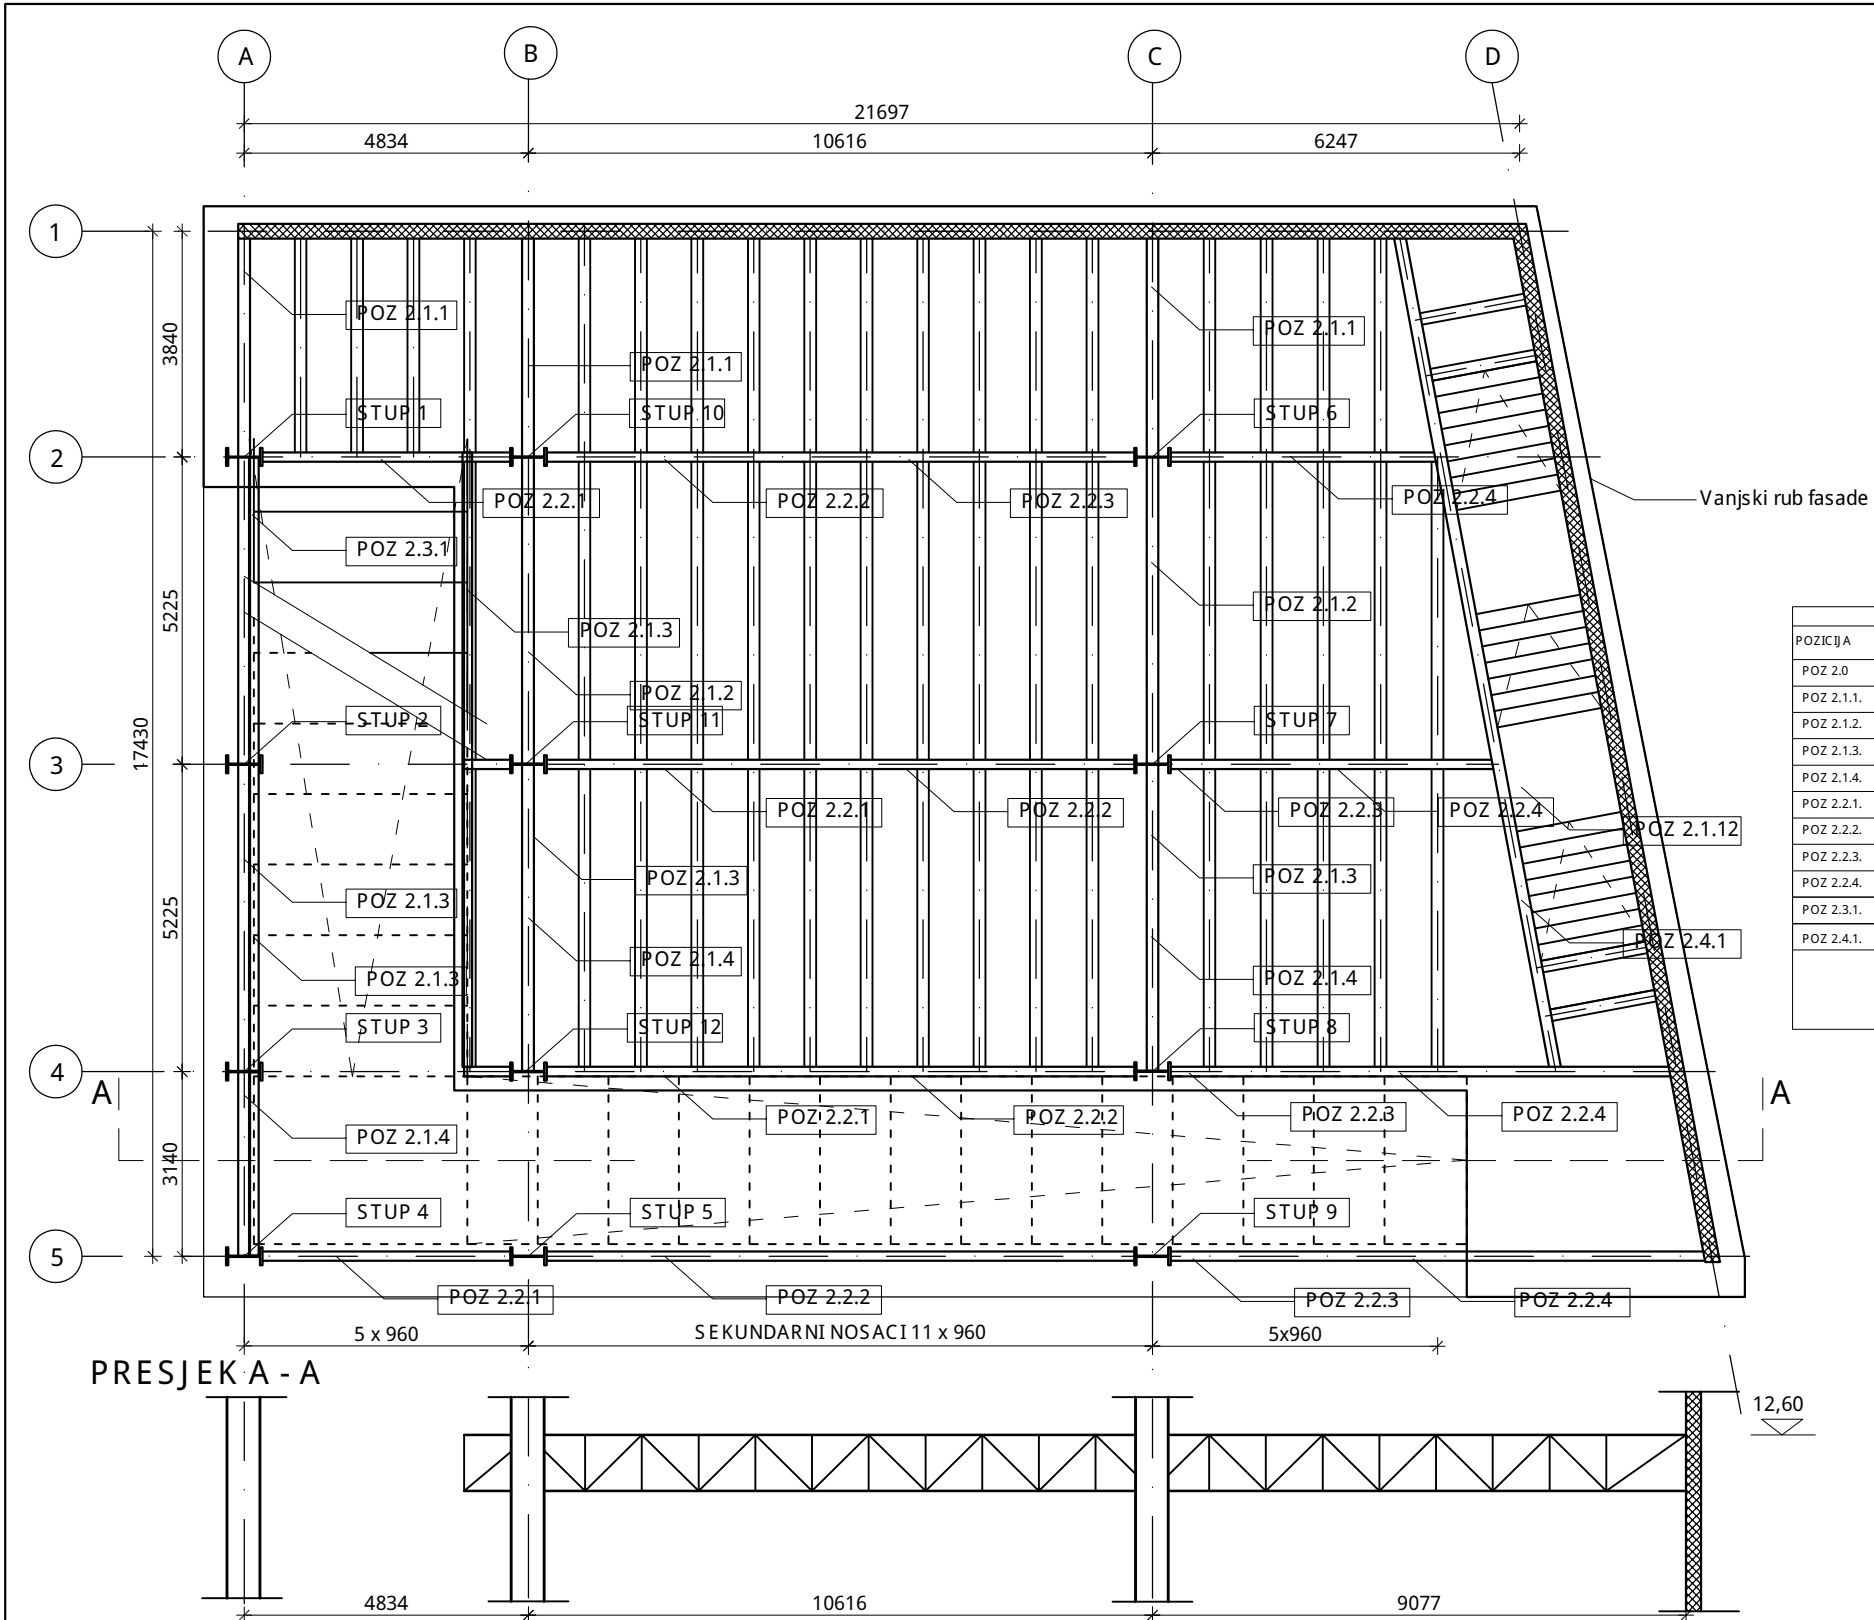 A
B
C
D
21697
4834
10616
6247
1
POZ 2.1.1
POZ 2.1.1
3840
POZ 2.1.1
STUP 1
STUP 10
STUP 6
2
POZ 2.2.1
POZ 2.2.2
POZ 2.2.3
POZ 2.2.4
Vanjski rub fasade
POZ 2.3.1
5225
POZ 2.1.3
POZ 2.1.2
POZICIJA
POZ 2.0
POZ 2.1.1.
POZ 2.1.2.
POZ 2.1.3.
POZ 2.1.4.
POZ 2.2.1.
POZ 2.2.2.
POZ 2.2.3.
POZ 2.2.4.
POZ 2.3.1.
POZ 2.4.1.
POZ 2.1.2
STUP 2
STUP 11
STUP 7
17430
3
POZ 2.2.1
POZ 2.2.2
POZ 2.2.3
POZ 2.2.4
POZ 2.1.12
POZ 2.1.3
POZ 2.1.3
POZ 2.1.3
5225
POZ 2.4.1
POZ 2.1.4
POZ 2.1.3
POZ 2.1.4
STUP 3
STUP 12
STUP 8
4
A
A
POZ 2.2.1
POZ 2.2.2
POZ 2.2.3
POZ 2.2.4
POZ 2.1.4
3140
STUP 4
STUP 5
STUP 9
5
POZ 2.2.1
POZ 2.2.2
POZ 2.2.3
POZ 2.2.4
5 x 960
SEKUNDARNI NOSACI 11 x 960
5x960
PRESJEK A - A
12,60
4834
10616
9077